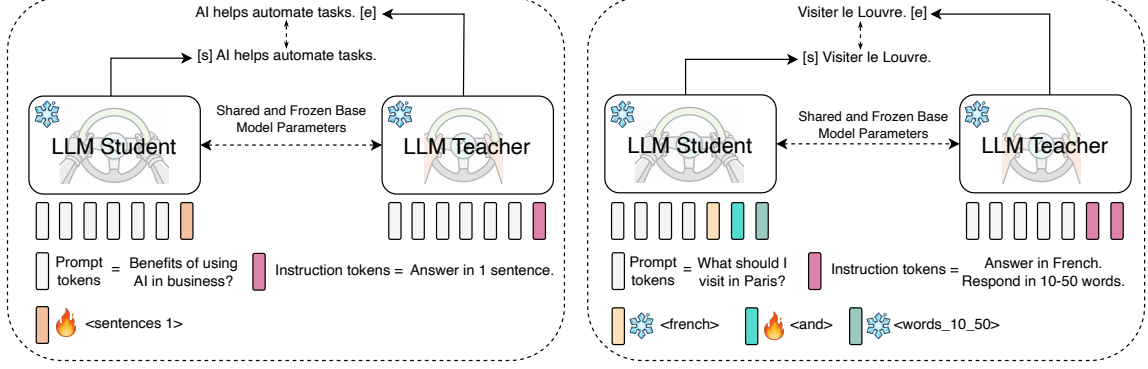 AI helps automate tasks. [e]
[s] AI helps automate tasks.
Shared and Frozen Base
Model Parameters
LLM Student
LLM Teacher
Prompt tokens = Benefits of using AI in business?
Instruction tokens = Answer in 1 sentence.
<sentences 1>
Visiter le Louvre. [e]
[s] Visiter le Louvre.
Shared and Frozen Base
Model Parameters
LLM Student
LLM Teacher
Prompt tokens = What should I visit in Paris?
Instruction tokens = Answer in French. Respond in 10-50 words.
<french>
<and>
<words_10_50>